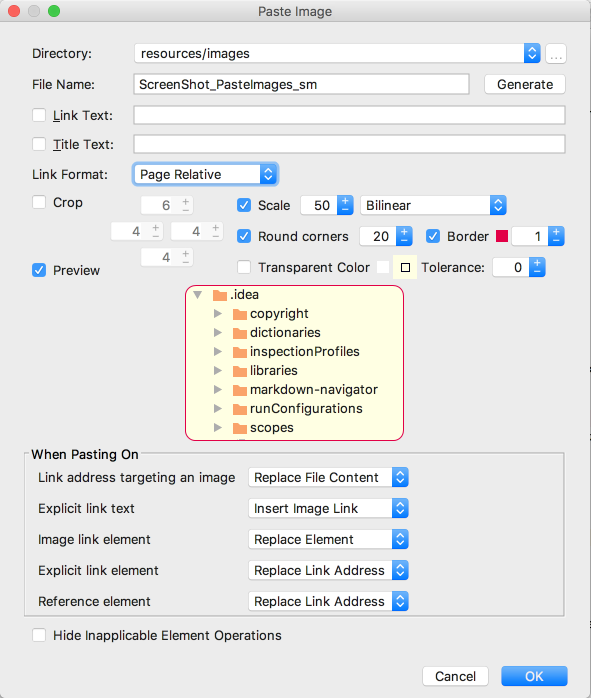 Paste Image
Directory: resources/images ...
File Name: ScreenShot_PasteImages_sm Generate
Link Text:
Title Text:
Link Format: Page Relative
Crop 6 Scale 50 Bilinear
4 4 Round corners 20 Border 1
4
Preview Transparent Color Tolerance: 0
.idea
copyright
dictionaries
inspectionProfiles
libraries
markdown-navigator
runConfigurations
scopes
When Pasting On
Link address targeting an image Replace File Content
Explicit link text Insert Image Link
Image link element Replace Element
Explicit link element Replace Link Address
Reference element Replace Link Address
Hide Inapplicable Element Operations
Cancel OK